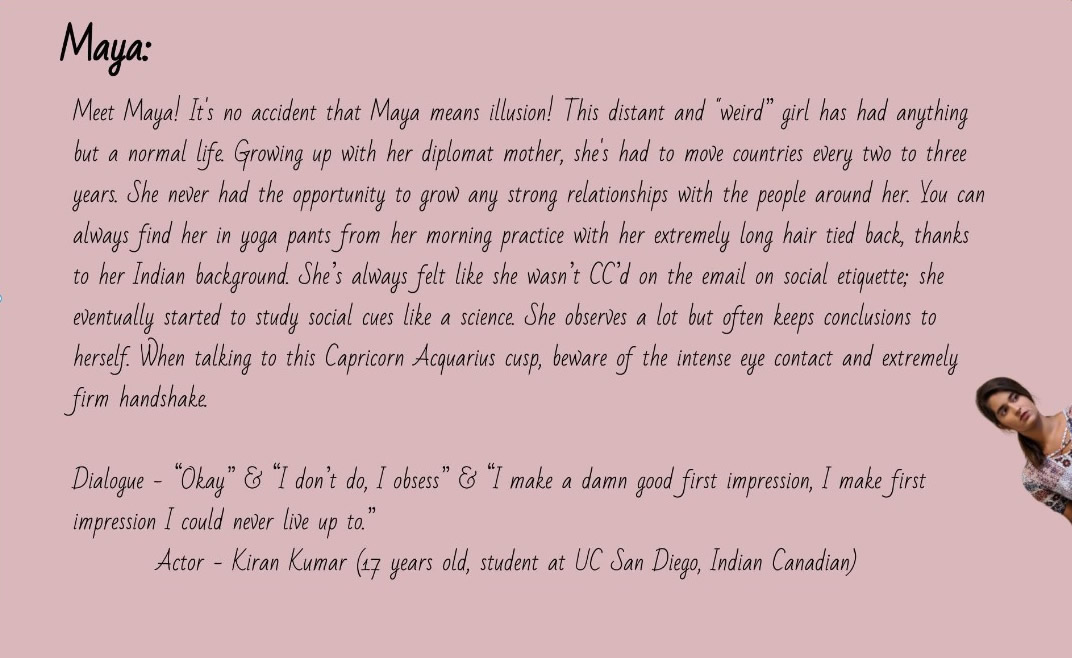 Maya:
Meet Maya! It's no accident that Maya means illusion! This distant and "weird” girl has had anything
but a normal life. Growing up with her diplomat mother, she's had to move countries every two to three
years. She never had the opportunity to grow any strong relationships with the people around her. You can
always find her in yoga pants from her morning practice with her extremely long hair tied back, thanks
to her Indian background. She’s always felt like she wasn’t CC’d on the email on social etiquette; she
eventually started to study social cues like a science. She observes a lot but often keeps conclusions to
herself. When talking to this Capricorn Acquarius cusp, beware of the intense eye contact and extremely
firm handshake.
Dialogue - “Okay” & “I don’t do, I obsess” & “I make a damn good first impression, I make first
impression I could never live up to.”
Actor - Kiran Kumar (17 years old, student at UC San Diego, Indian Canadian)